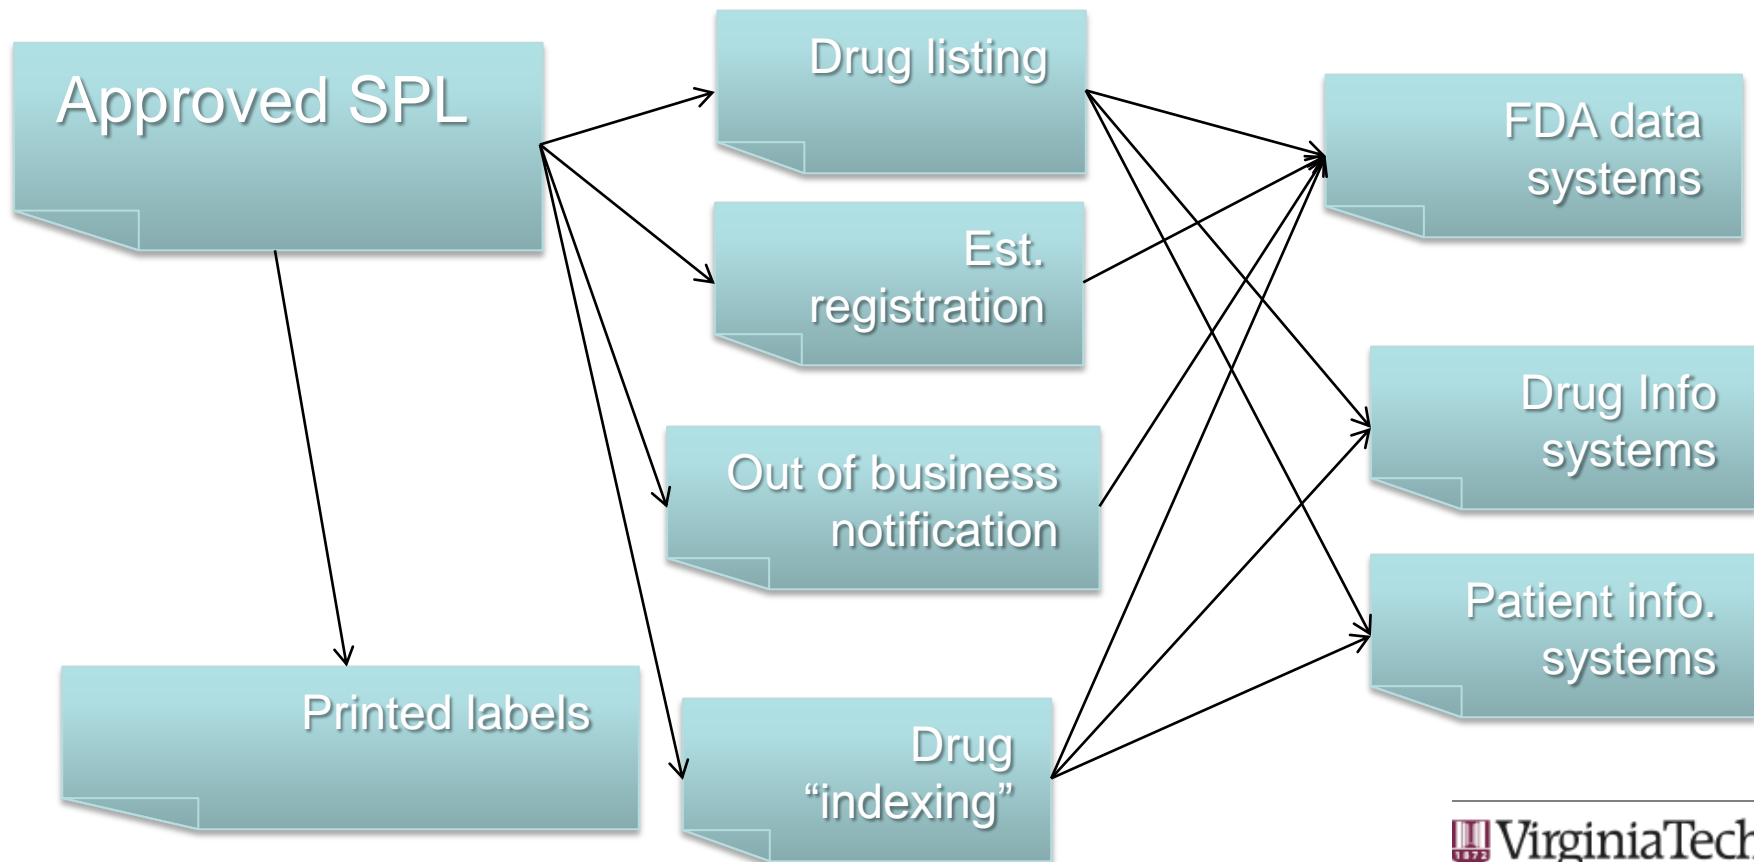 Approved SPL
Drug listing
FDA data
systems
Est.
registration
Drug Info
systems
Out of business
notification
Patient info.
systems
Printed labels
Drug
“indexing”
VirginiaTech
1872